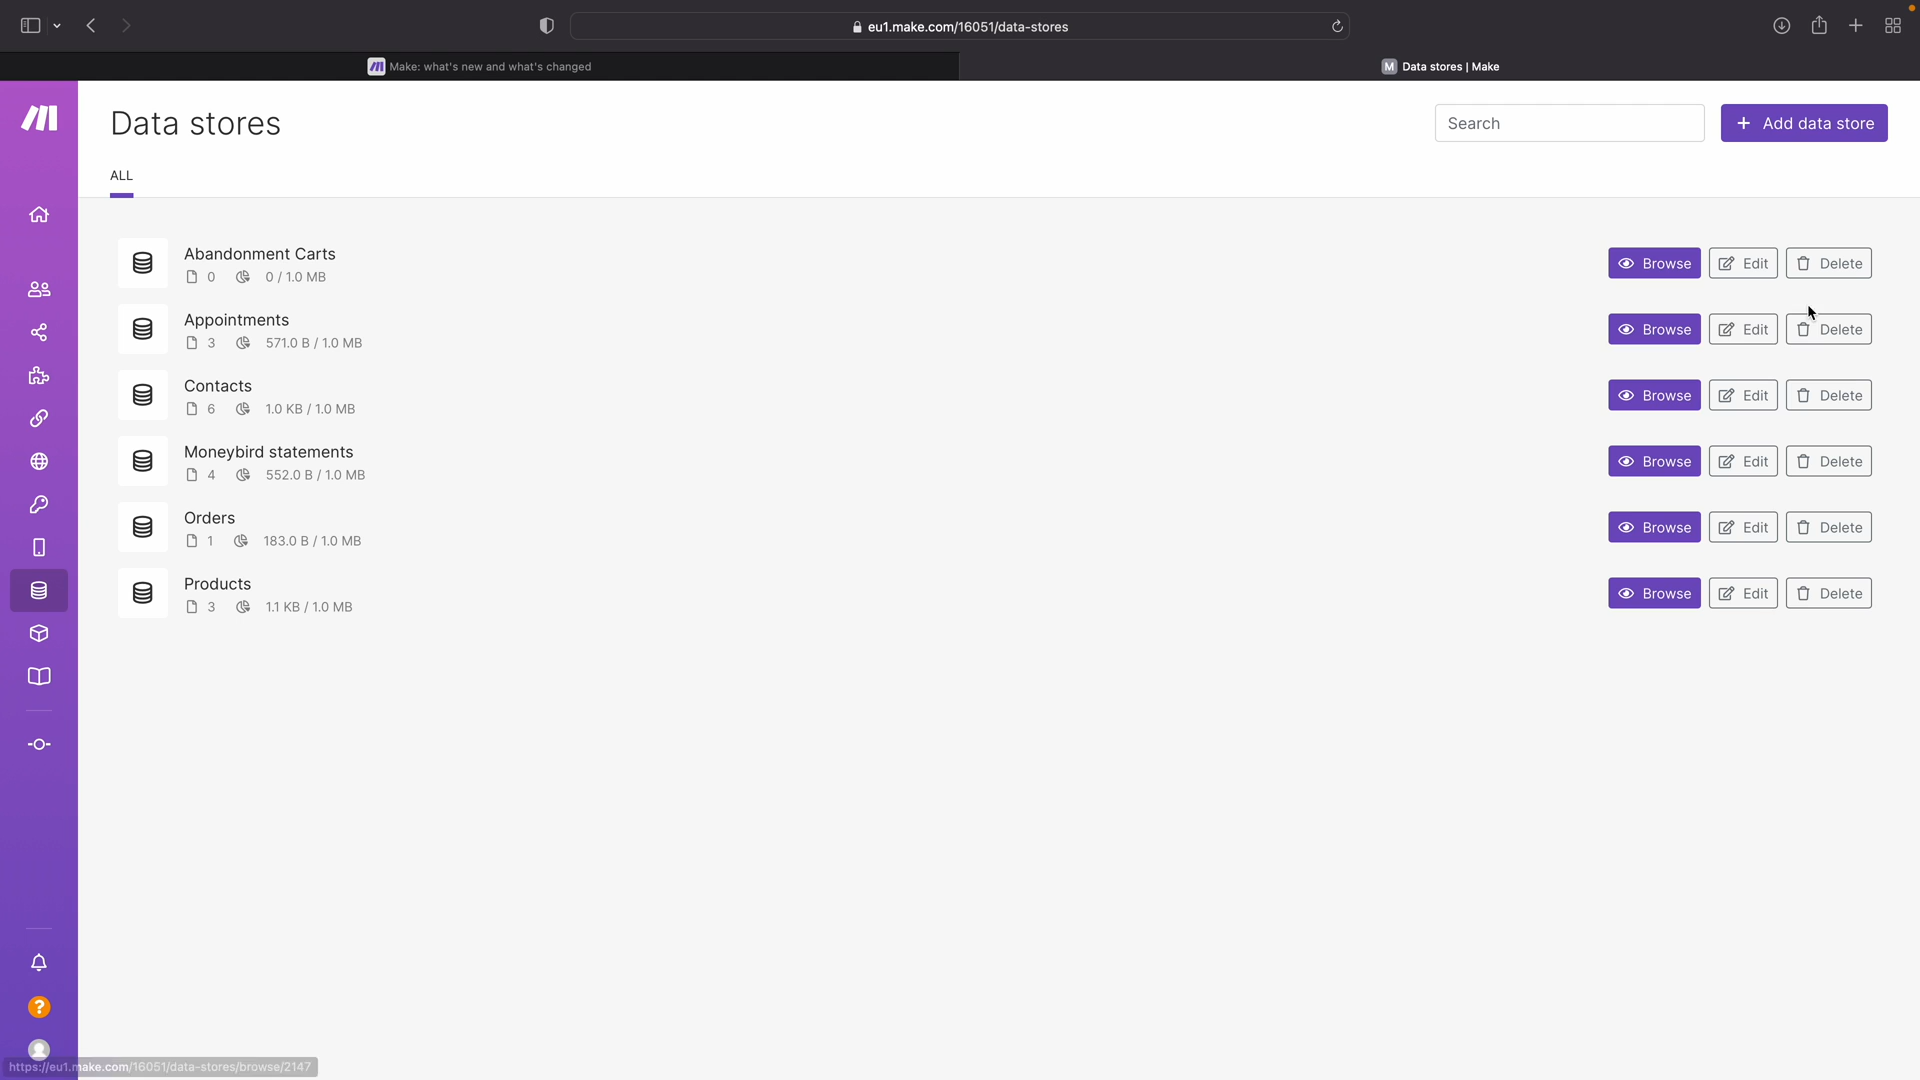 eu1.make.com/16051/data-stores
Make: what's new and what's changed
M Data stores | Make
Data stores
Search
+ Add data store
ALL
Abandonment Carts
0 0 / 1.0 MB
Browse Edit Delete
Appointments
3 571.0 B / 1.0 MB
Browse Edit Delete
Contacts
6 1.0 KB / 1.0 MB
Browse Edit Delete
Moneybird statements
4 552.0 B / 1.0 MB
Browse Edit Delete
Orders
1 183.0 B / 1.0 MB
Browse Edit Delete
Products
3 1.1 KB / 1.0 MB
Browse Edit Delete
?
https://eu1.make.com/16051/data-stores/browse/2147